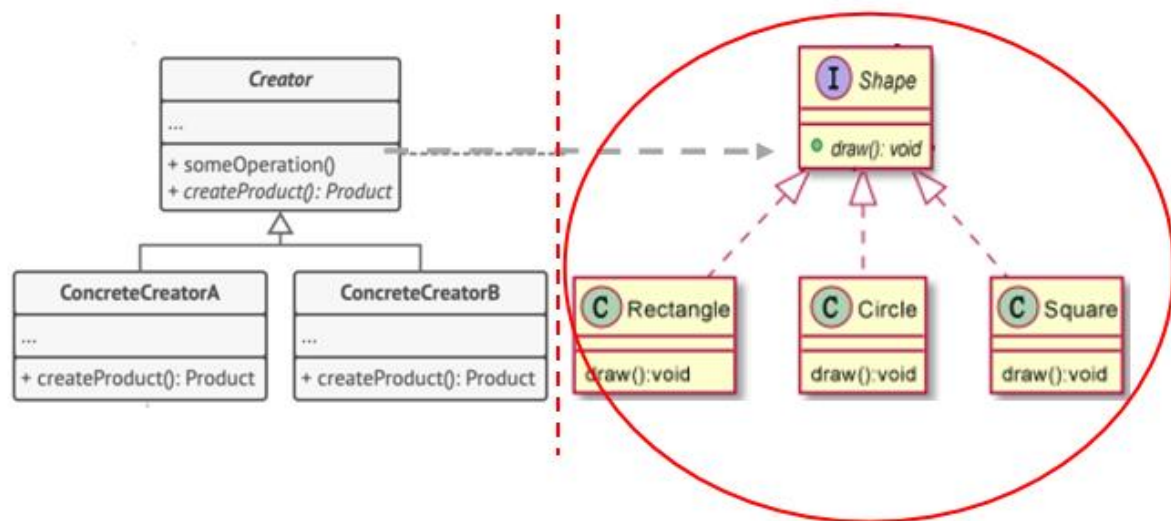 Creator
...
+ someOperation()
+ createProduct(): Product
ConcreteCreatorA
...
+ createProduct(): Product
ConcreteCreatorB
...
+ createProduct(): Product
I Shape
draw(): void
C Rectangle
draw():void
C Circle
draw():void
C Square
draw():void